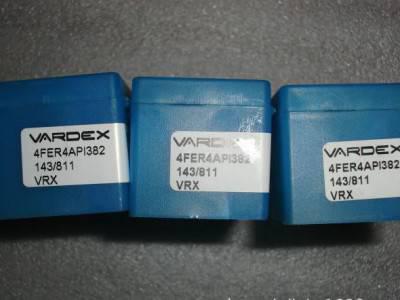 VARDEX
4FER4API382
143/811
VRX
VARDEX
4FER4API382
143/811
VRX
VARDEX
4FER4API382
143/811
VRX